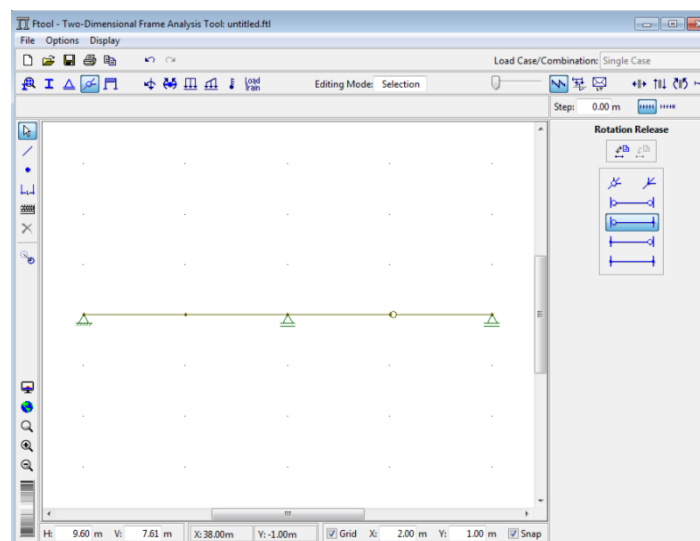 Ftool - Two-Dimensional Frame Analysis Tool: untitled.ftl
File Options Display
Load Case/Combination: Single Case
Load Train
Editing Mode: Selection
Step: 0.00 m
Rotation Release
H: 9.60 m V: 7.61 m X: 38.00m Y: -1.00m Grid X: 2.00 m Y: 1.00 m Snap